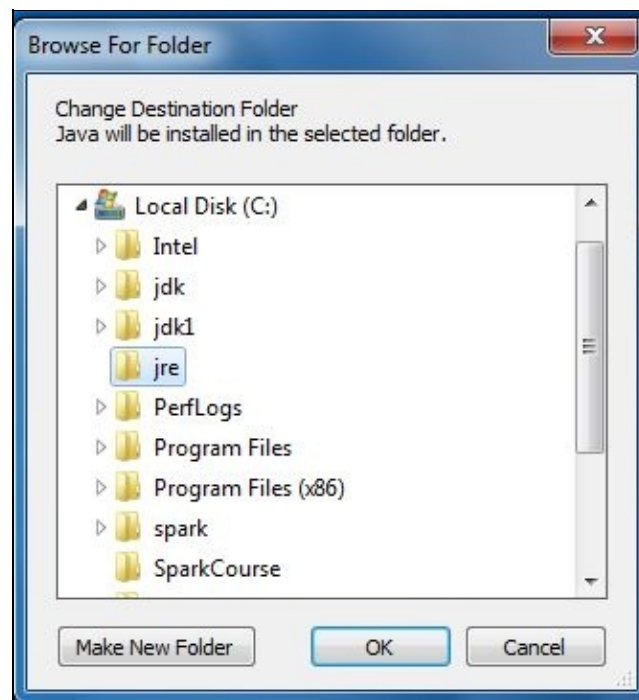 Browse For Folder
Change Destination Folder
Java will be installed in the selected folder.
Local Disk (C:)
Intel
jdk
jdk1
jre
PerfLogs
Program Files
Program Files (x86)
spark
SparkCourse
Make New Folder
OK
Cancel